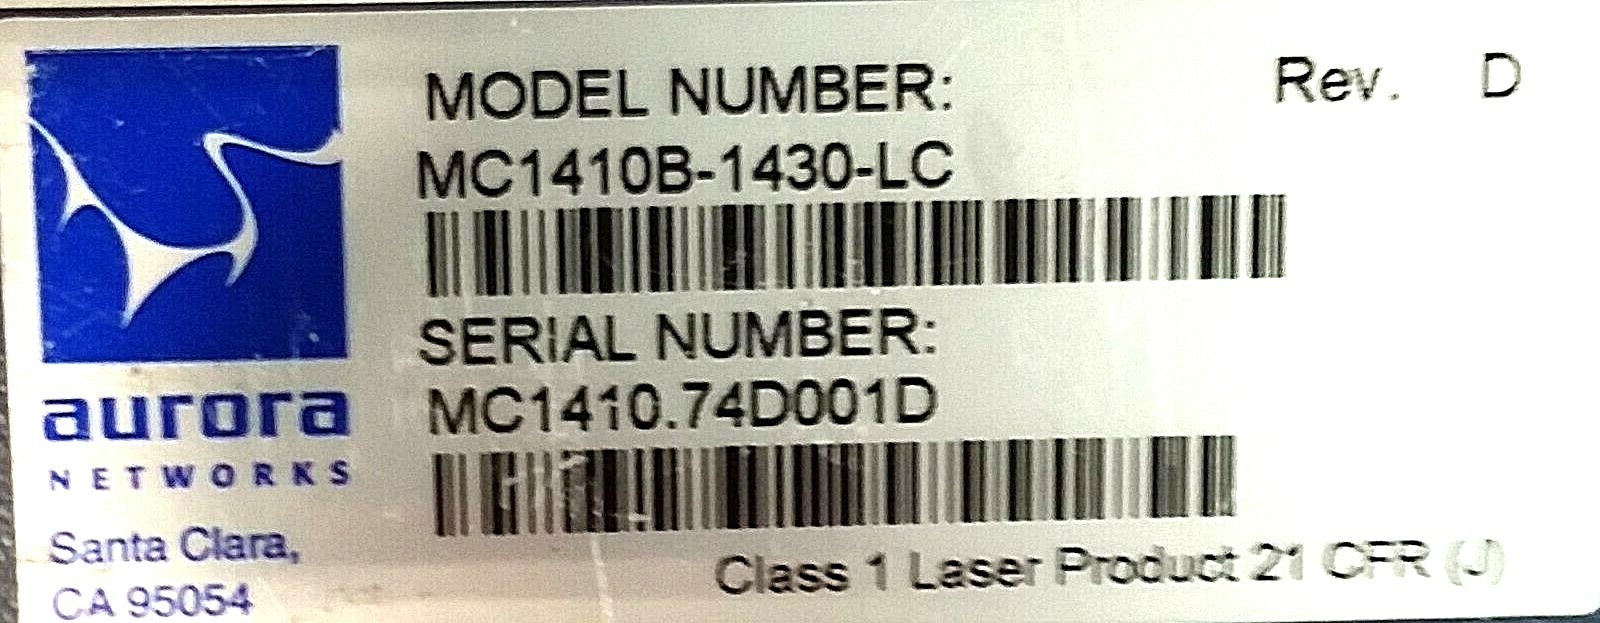 MODEL NUMBER: Rev. D
MC1410B-1430-LC
SERIAL NUMBER:
MC1410.74D001D
aurora
NETWORKS
Santa Clara,
CA 95054
Class 1 Laser Product 21 CFR (J)